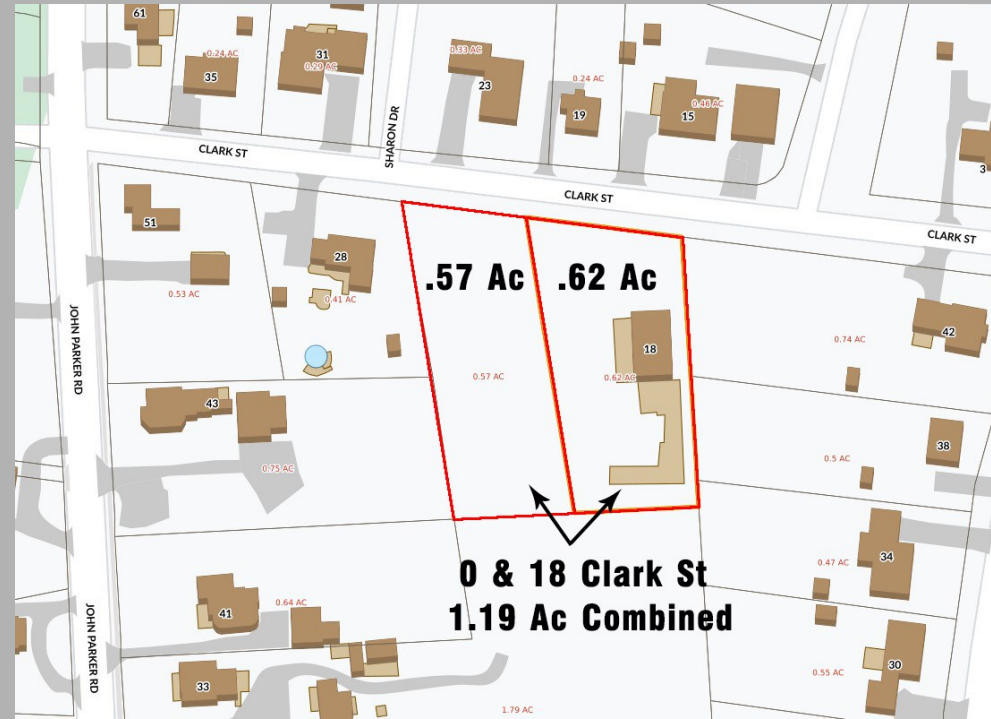 61
0.24 AC
35
31
0.29 AC
0.33 AC
23
0.24 AC
19
0.46 AC
15
3
CLARK ST
SHARON DR
CLARK ST
CLARK ST
51
28
0.53 AC
0.41 AC
.57 Ac
.62 Ac
18
0.57 AC
0.62 AC
0.74 AC
42
JOHN PARKER RD
43
0.75 AC
38
0.5 AC
34
0.47 AC
0 & 18 Clark St
1.19 Ac Combined
41
0.64 AC
JOHN PARKER RD
33
30
0.55 AC
1.79 AC